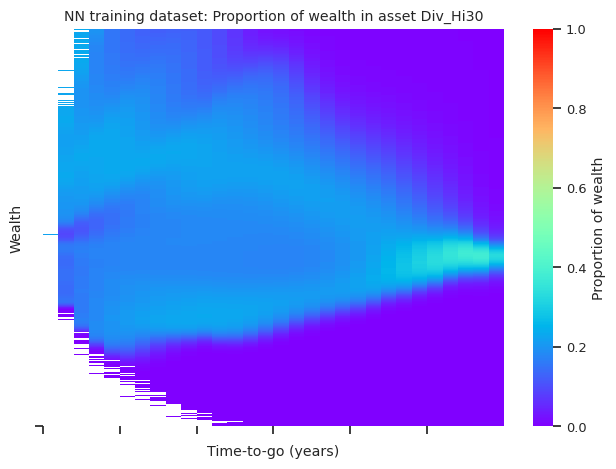 NN training dataset: Proportion of wealth in asset Div_Hi30
Wealth
Time-to-go (years)
1.0
0.8
0.6
0.4
0.2
0.0
Proportion of wealth